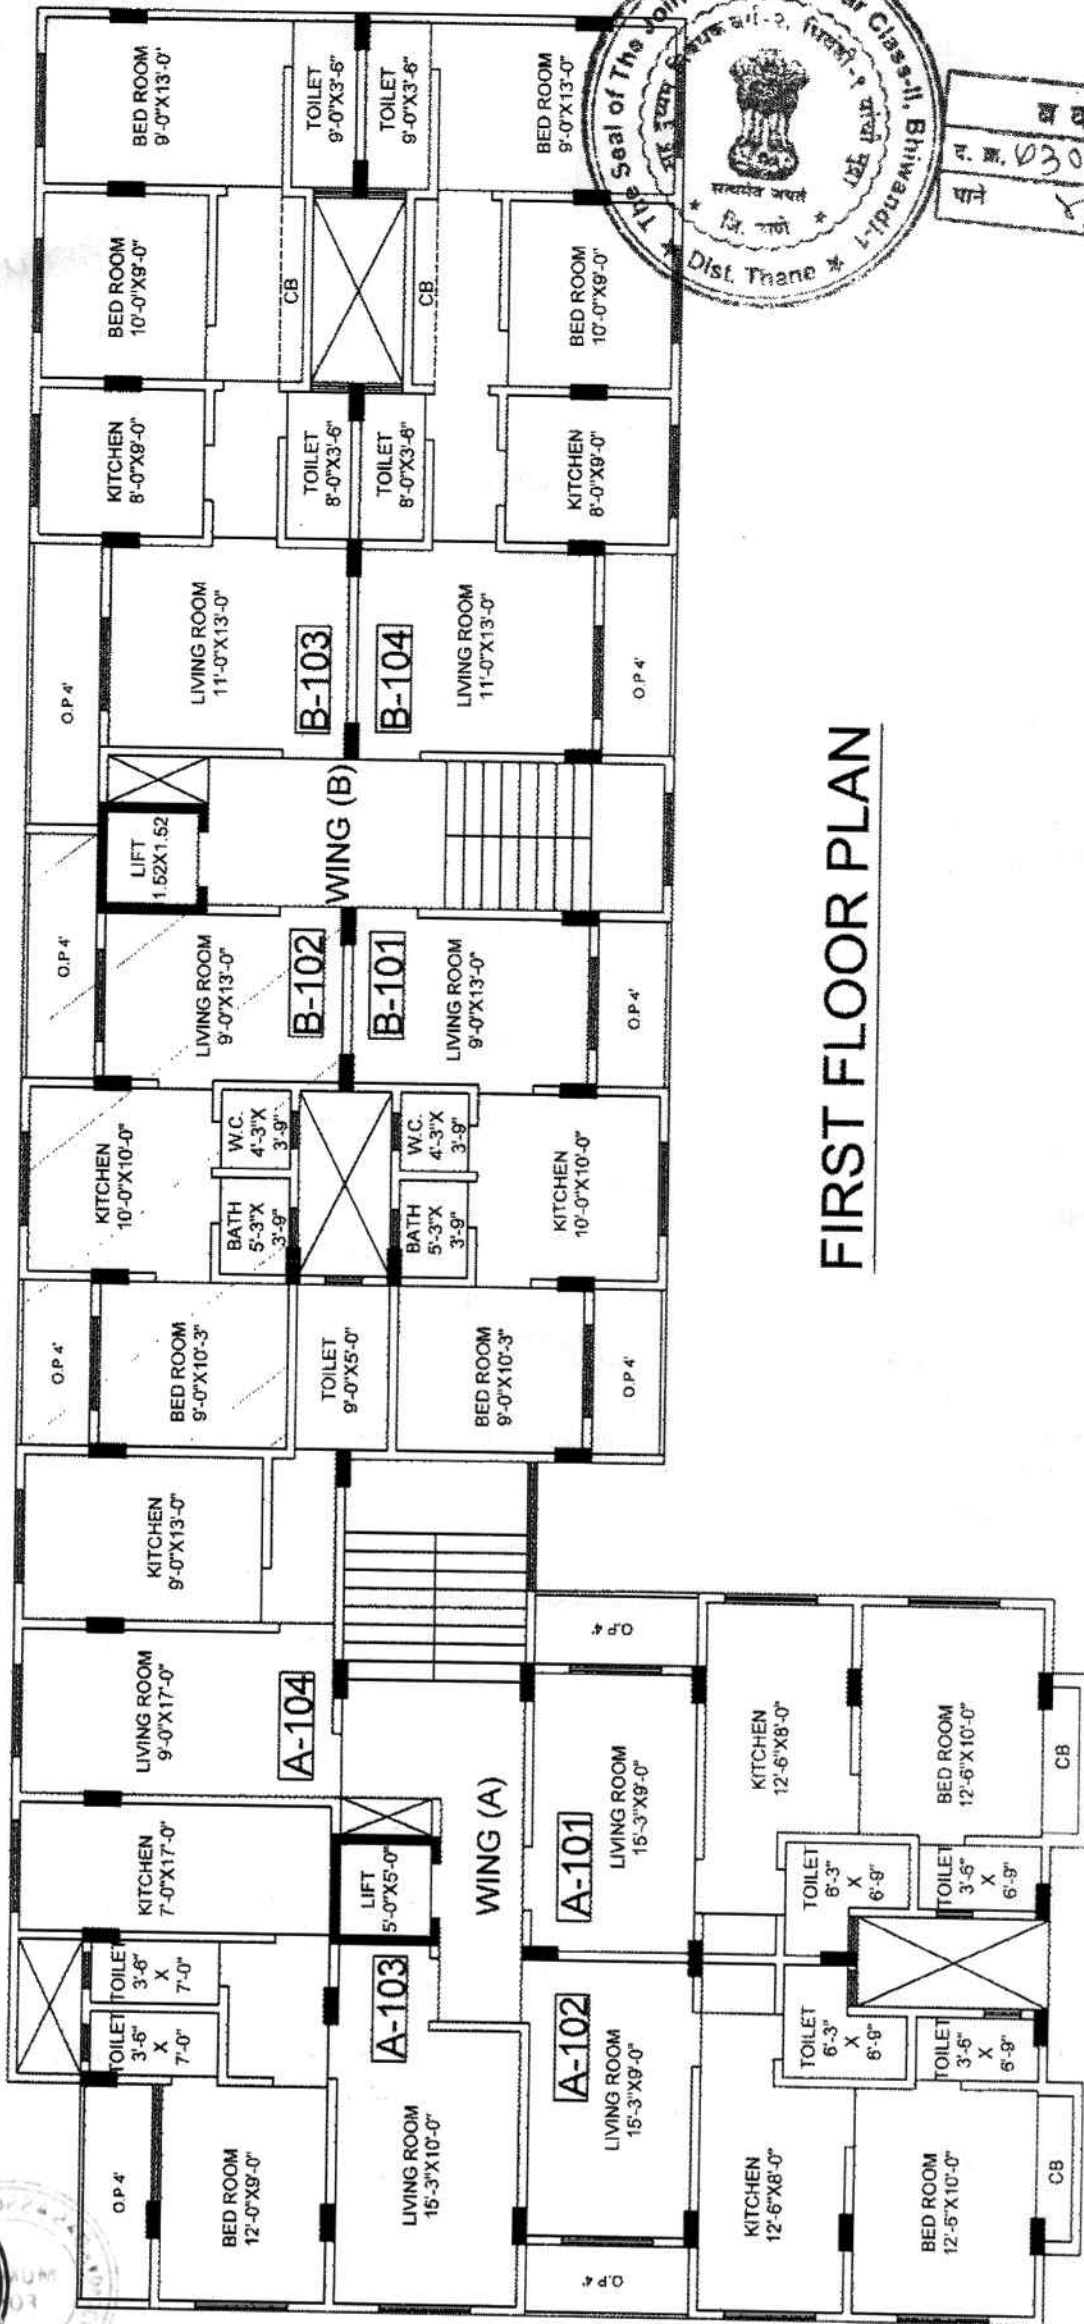 BED ROOM
9'-0"X13'-0"
TOILET
9'-0"X3'-6"
TOILET
9'-0"X3'-6"
BED ROOM
9'-0"X13'-0"
BED ROOM
10'-0"X9'-0"
CB
CB
BED ROOM
10'-0"X9'-0"
KITCHEN
8'-0"X9'-0"
TOILET
8'-0"X3'-6"
TOILET
8'-0"X3'-6"
KITCHEN
8'-0"X9'-0"
O.P 4'
LIVING ROOM
11'-0"X13'-0"
B-103
B-104
LIVING ROOM
11'-0"X13'-0"
O.P 4'
LIFT
1.52X1.52
WING (B)
O.P 4'
LIVING ROOM
9'-0"X13'-0"
B-102
B-101
LIVING ROOM
9'-0"X13'-0"
O.P 4'
KITCHEN
10'-0"X10'-0"
W.C.
4'-3"X
3'-9"
BATH
5'-3"X
3'-9"
W.C.
4'-3"X
3'-9"
BATH
5'-3"X
3'-9"
KITCHEN
10'-0"X10'-0"
O.P 4'
BED ROOM
9'-0"X10'-3"
TOILET
9'-0"X5'-0"
BED ROOM
9'-0"X10'-3"
O.P 4'
KITCHEN
9'-0"X13'-0"
LIVING ROOM
9'-0"X17'-0"
A-104
KITCHEN
7'-0"X17'-0"
LIFT
5'-0"X5'-0"
WING (A)
O.P 4'
LIVING ROOM
15'-3"X9'-0"
A-101
KITCHEN
12'-6"X8'-0"
BED ROOM
12'-6"X10'-0"
CB
TOILET
6'-3"
X
6'-9"
TOILET
3'-6"
X
6'-9"
TOILET
3'-6"
X
7'-0"
TOILET
3'-6"
X
7'-0"
A-103
A-102
LIVING ROOM
15'-3"X9'-0"
TOILET
6'-3"
X
6'-9"
TOILET
3'-6"
X
6'-9"
O.P 4'
BED ROOM
12'-0"X9'-0"
LIVING ROOM
15'-3"X10'-0"
O.P 4'
KITCHEN
12'-6"X8'-0"
BED ROOM
12'-6"X10'-0"
CB
FIRST FLOOR PLAN
The Seal of The Class-II, Bhiwandi-1
Dist. Thane
सत्यमेव जयते
पाने